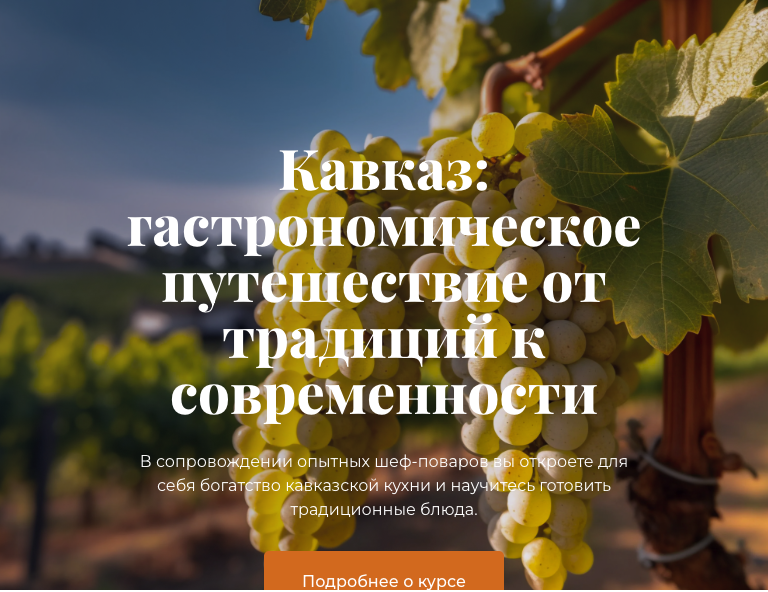 Кавказ:
гастрономическое
путешествие от
традиций к
современности
В сопровождении опытных шеф-поваров вы откроете для
себя богатство кавказской кухни и научитесь готовить
традиционные блюда.
Подробнее о курсе